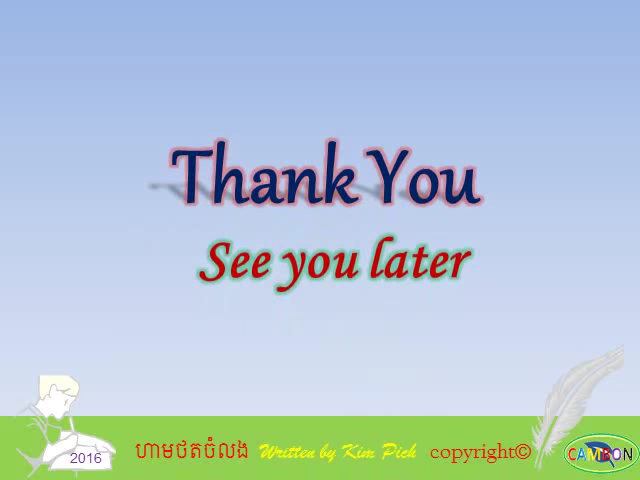 Thank You
See you later
2016 ហាមថតចំលង Written by Kim Pich copyright© CAMBON